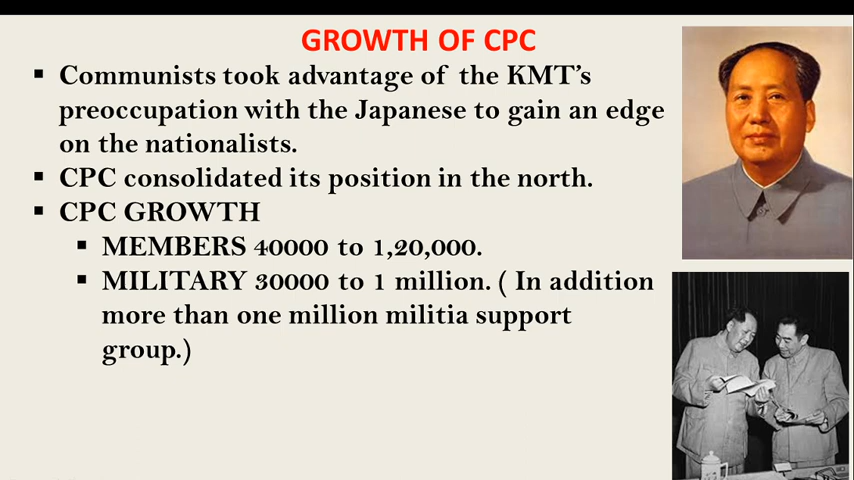 GROWTH OF CPC
▪ Communists took advantage of the KMT's
preoccupation with the Japanese to gain an edge
on the nationalists.
▪ CPC consolidated its position in the north.
▪ CPC GROWTH
▪ MEMBERS 40000 to 1,20,000.
▪ MILITARY 30000 to 1 million. ( In addition
more than one million militia support
group.)